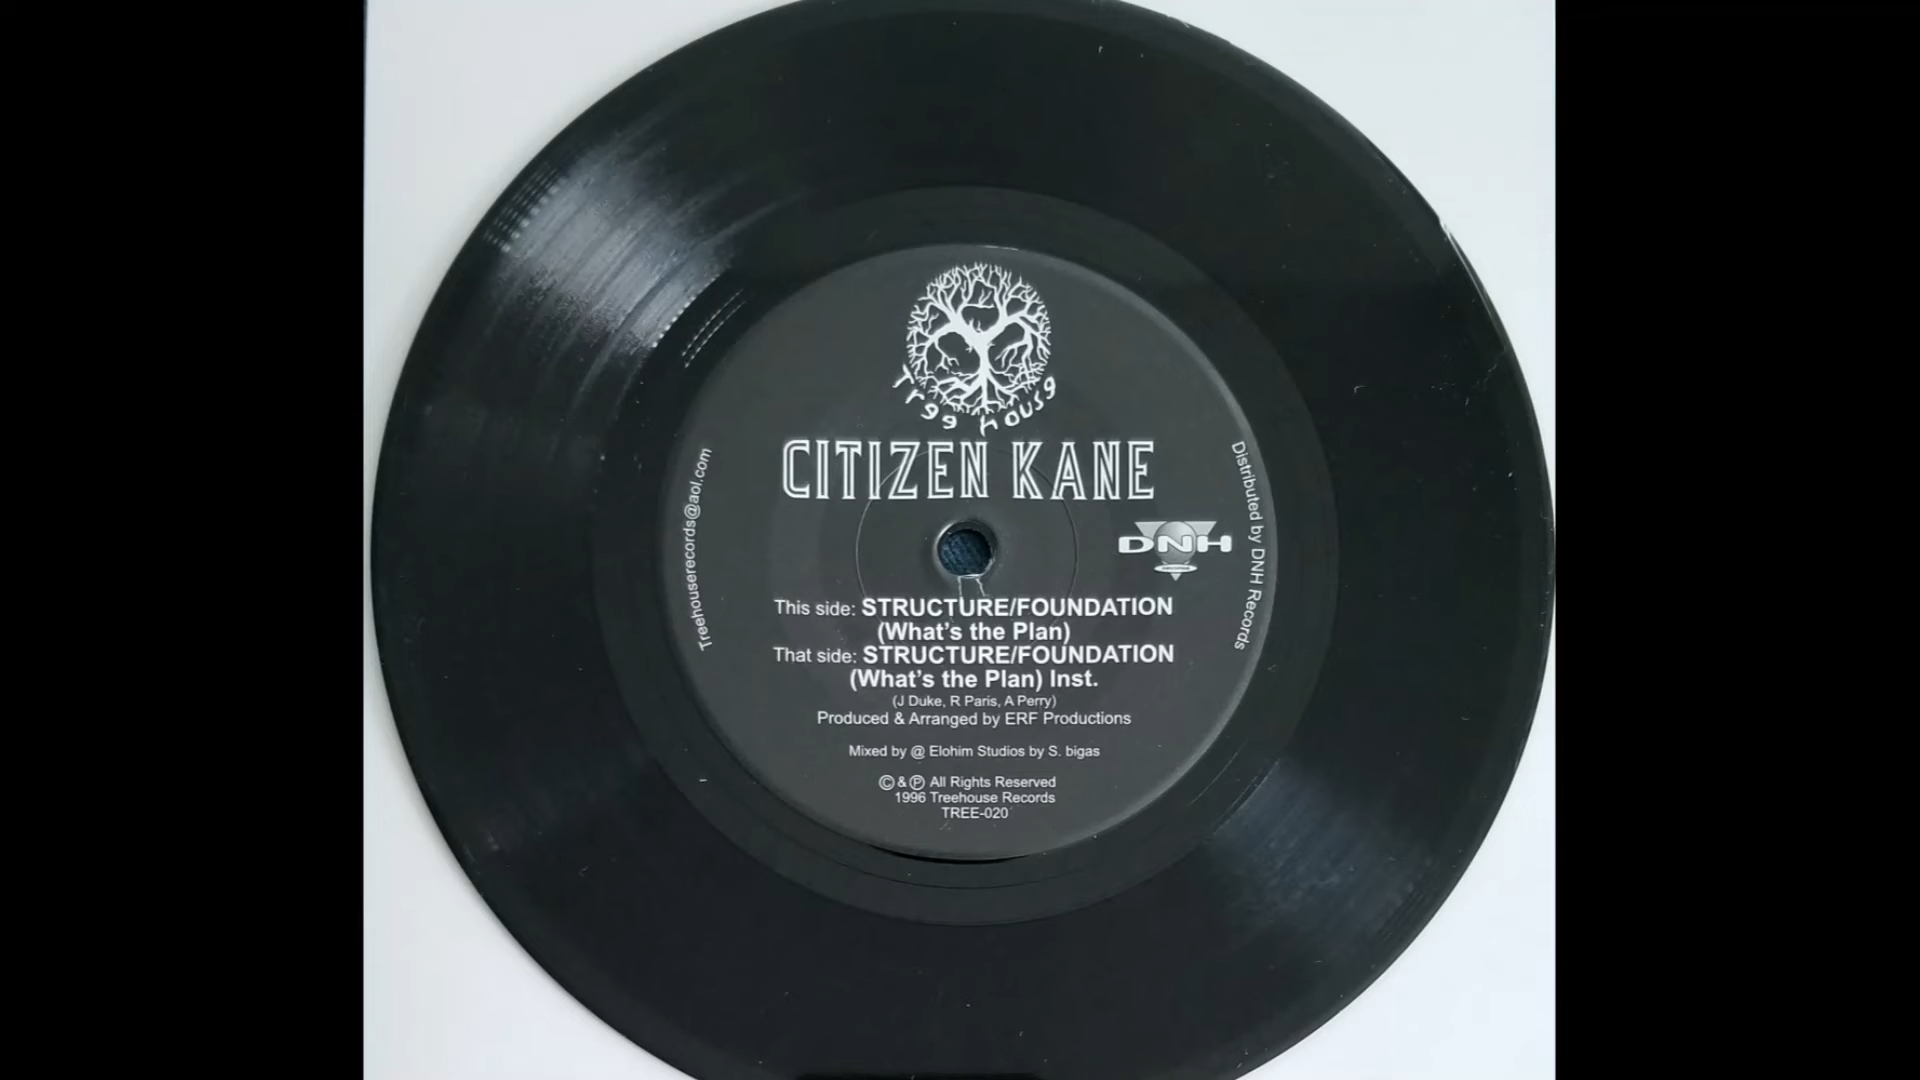 Tree house
CITIZEN KANE
Treehouserecords@aol.com
DNH
Distributed by DNH Records
This side: STRUCTURE/FOUNDATION
(What's the Plan)
That side: STRUCTURE/FOUNDATION
(What's the Plan) Inst.
(J Duke, R Paris, A Perry)
Produced & Arranged by ERF Productions
Mixed by @ Elohim Studios by S. bigas
© & ℗ All Rights Reserved
1996 Treehouse Records
TREE-020